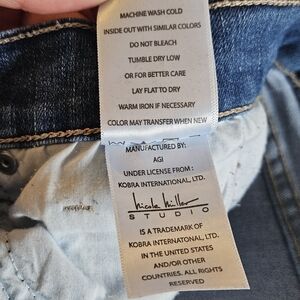 MACHINE WASH COLD
INSIDE OUT WITH SIMILAR COLORS
DO NOT BLEACH
TUMBLE DRY LOW
OR FOR BETTER CARE
LAY FLAT TO DRY
WARM IRON IF NECESSARY
COLOR MAY TRANSFER WHEN NEW
MANUFACTURED BY:
AGI
UNDER LICENSE FROM:
KOBRA INTERNATIONAL, LTD.
Nicole Miller
STUDIO
IS A TRADEMARK OF
KOBRA INTERNATONAL, LTD.
IN THE UNITED STATES
AND/OR OTHER
COUNTRIES. ALL RIGHTS
RESERVED